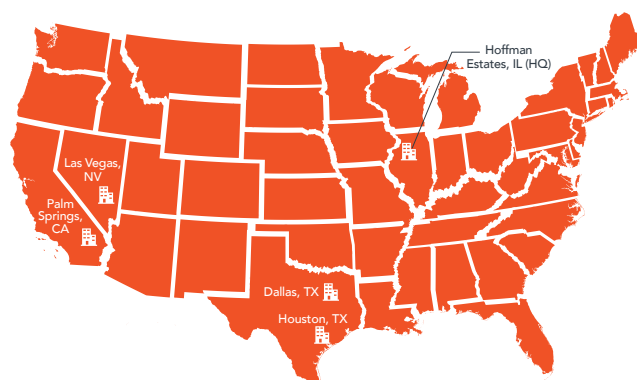 Hoffman
Estates, IL (HQ)
Las Vegas,
NV
Palm
Springs,
CA
Dallas, TX
Houston, TX